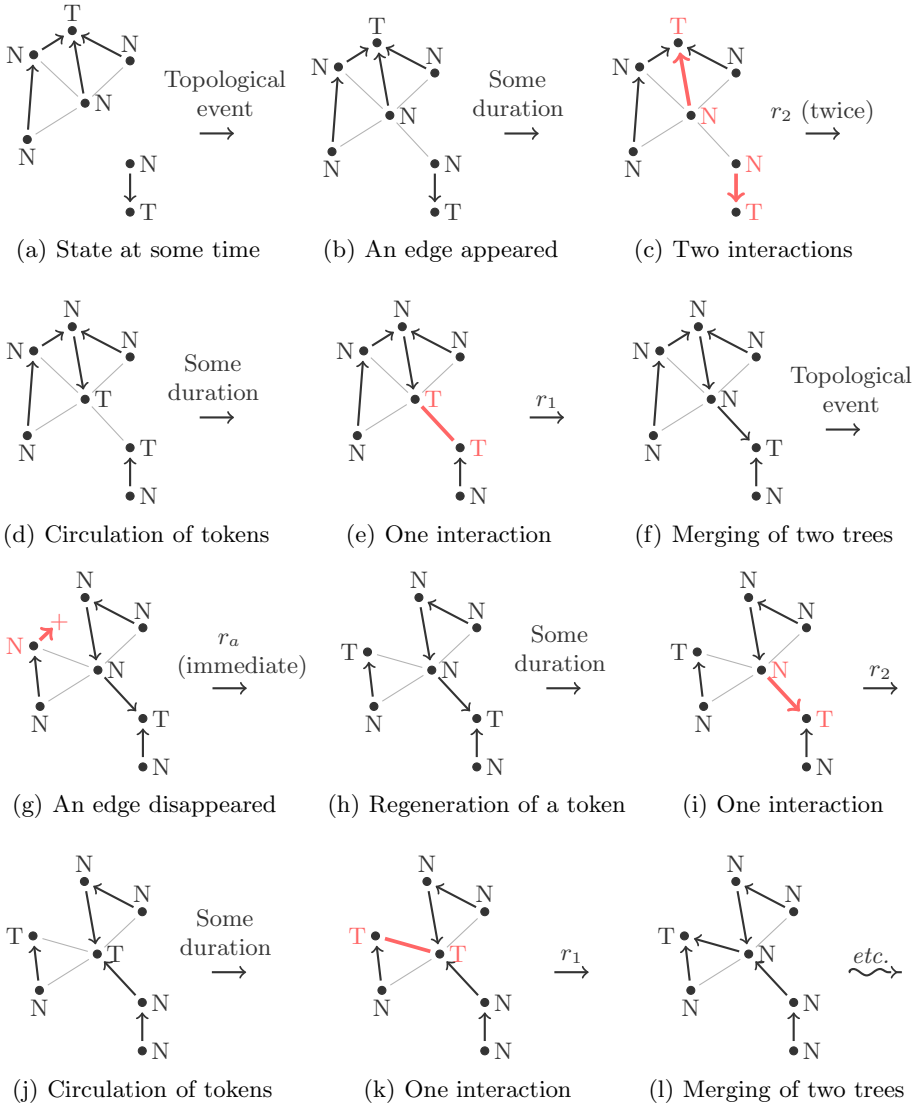 T
N N
Topological
event
N
N
N
T
(a) State at some time
T
N N
Some
duration
N
N
N
T
(b) An edge appeared
T
N N
r2 (twice)
N
N
N
T
(c) Two interactions
N
N N
Some
duration
T
N T
N
(d) Circulation of tokens
N
N N
r1
T
N T
N
(e) One interaction
N
N N
Topological
event
N
N T
N
(f) Merging of two trees
N
+ N
N
ra
(immediate)
N
N T
N
(g) An edge disappeared
N
N
T
Some
duration
N
N T
N
(h) Regeneration of a token
N
N
T
r2
N
N T
N
(i) One interaction
N
N
T
Some
duration
T
N N
N
(j) Circulation of tokens
N
N
T
r1
T
N N
N
(k) One interaction
N
N
T
etc.
N
N N
N
(l) Merging of two trees